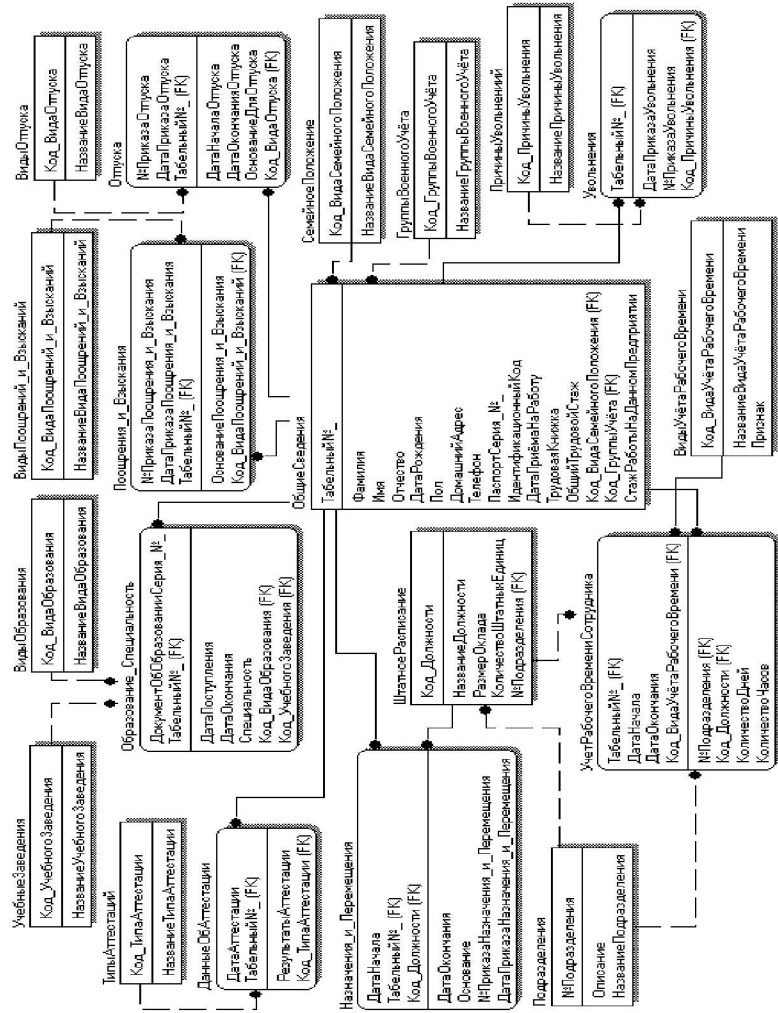 УчебныеЗаведения
Код_УчебногоЗаведения
НазваниеУчебногоЗаведения
ВидыОбразования
Код_ВидаОбразования
НазваниеВидаОбразования
ВидыПоощрений_и_Взысканий
Код_ВидаПоощрений_и_Взысканий
НазваниеВидаПоощрений_и_Взысканий
ВидыОтпуска
Код_ВидаОтпуска
НазваниеВидаОтпуска
ТипыАттестаций
Код_ТипаАттестации
НазваниеТипаАттестации
Образование_Специальность
ДокументОбОбразованииСерия_№_
Табельный№_ (FK)
ДатаПоступления
ДатаОкончания
Специальность
Код_ВидаОбразования (FK)
Код_УчебногоЗаведения (FK)
Поощрения_и_Взыскания
№ПриказаПоощрения_и_Взыскания
ДатаПриказаПоощрения_и_Взыскания
Табельный№_ (FK)
ОснованиеПоощрения_и_Взыскания
Код_ВидаПоощрений_и_Взысканий (FK)
Отпуска
№ПриказаОтпуска
ДатаПриказаОтпуска
Табельный№_ (FK)
ДатаНачалаОтпуска
ДатаОкончанияОтпуска
ОснованиеДляОтпуска
Код_ВидаОтпуска (FK)
ДанныеОбАттестации
ДатаАттестации
Табельный№_ (FK)
РезультатыАттестации
Код_ТипаАттестации (FK)
ОбщиеСведения
Табельный№_
Фамилия
Имя
Отчество
ДатаРождения
Пол
ДомашнийАдрес
Телефон
ПаспортСерия_№_
ИдентификационныйКод
ДатаПриёмаНаРаботу
ТрудоваяКнижка
ОбщийТрудовойСтаж
Код_ВидаСемейногоПоложения (FK)
Код_ГруппыУчёта (FK)
СтажРаботыНаДанномПредприятии
СемейноеПоложение
Код_ВидаСемейногоПоложения
НазваниеВидаСемейногоПоложения
ГруппыВоенногоУчёта
Код_ГруппыВоенногоУчёта
НазваниеГруппыВоенногоУчёта
Назначения_и_Перемещения
ДатаНачала
Табельный№_ (FK)
Код_Должности (FK)
ДатаОкончания
Основание
№ПриказаНазначения_и_Перемещения
ДатаПриказаНазначения_и_Перемещения
ШтатноеРасписание
Код_Должности
НазваниеДолжности
РазмерОклада
КоличествоШтатныхЕдиниц
№Подразделения (FK)
ПричиныУвольнений
Код_ПричиныУвольнения
НазваниеПричиныУвольнения
Увольнения
Табельный№_ (FK)
ДатаПриказаУвольнения
№ПриказаУвольнения
Код_ПричиныУвольнения (FK)
Подразделения
№Подразделения
Описание
НазваниеПодразделения
УчетРабочегоВремениСотрудника
Табельный№_ (FK)
ДатаНачала
ДатаОкончания
Код_ВидаУчётаРабочегоВремени (FK)
№Подразделения (FK)
Код_Должности (FK)
КоличествоДней
КоличествоЧасов
ВидыУчётаРабочегоВремени
Код_ВидаУчётаРабочегоВремени
НазваниеВидаУчётаРабочегоВремени
Признак